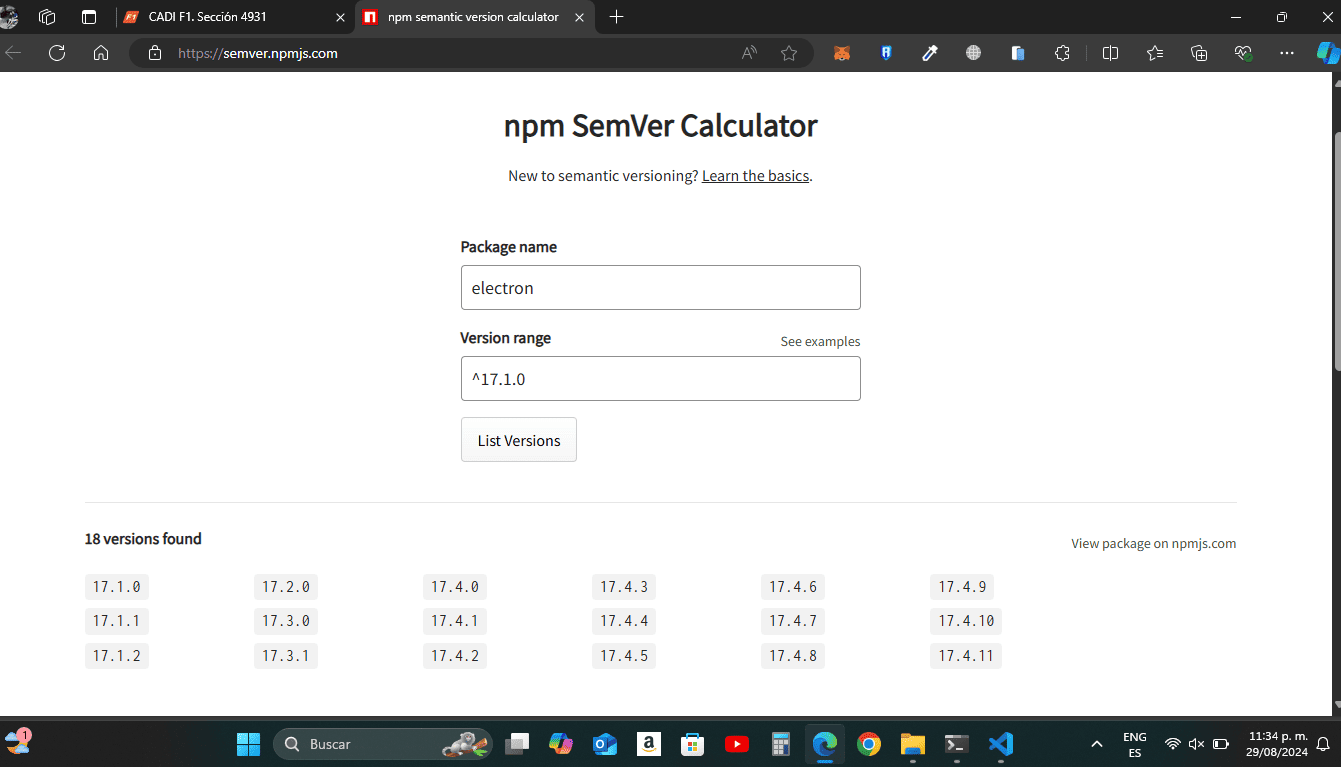 CADI F1. Sección 4931
npm semantic version calculator
https://semver.npmjs.com
npm SemVer Calculator
New to semantic versioning? Learn the basics.
Package name
electron
Version range
See examples
^17.1.0
List Versions
18 versions found
View package on npmjs.com
17.1.0 17.2.0 17.4.0 17.4.3 17.4.6 17.4.9
17.1.1 17.3.0 17.4.1 17.4.4 17.4.7 17.4.10
17.1.2 17.3.1 17.4.2 17.4.5 17.4.8 17.4.11
1
Buscar
ENG
ES
11:34 p. m.
29/08/2024